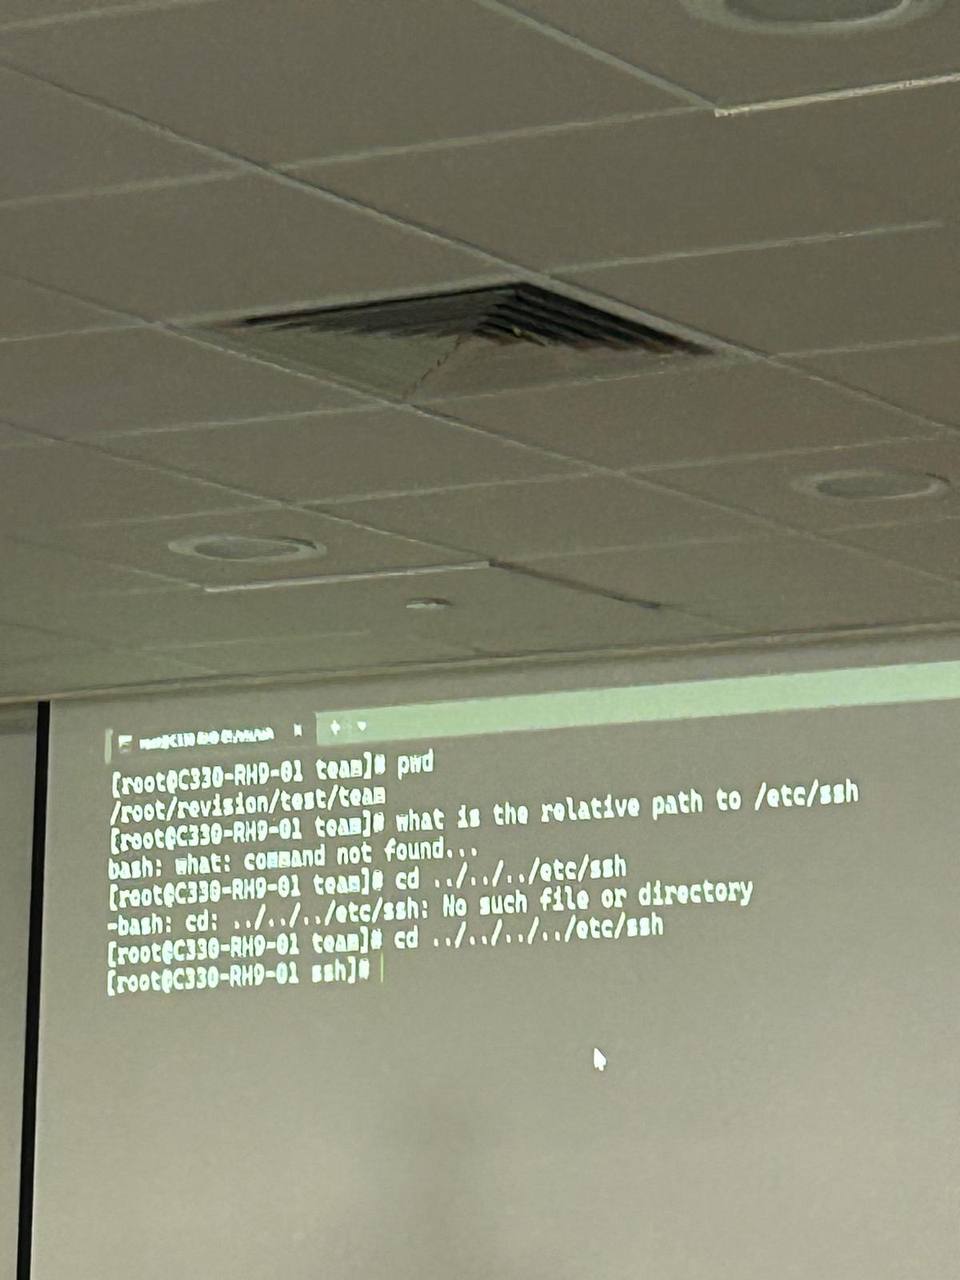 [root@C330-RH9-01 team]# pwd
/root/revision/test/team
[root@C330-RH9-01 team]# what is the relative path to /etc/ssh
bash: what: command not found...
[root@C330-RH9-01 team]# cd ../../../etc/ssh
-bash: cd: ../../../etc/ssh: No such file or directory
[root@C330-RH9-01 team]# cd ../../../../etc/ssh
[root@C330-RH9-01 ssh]#